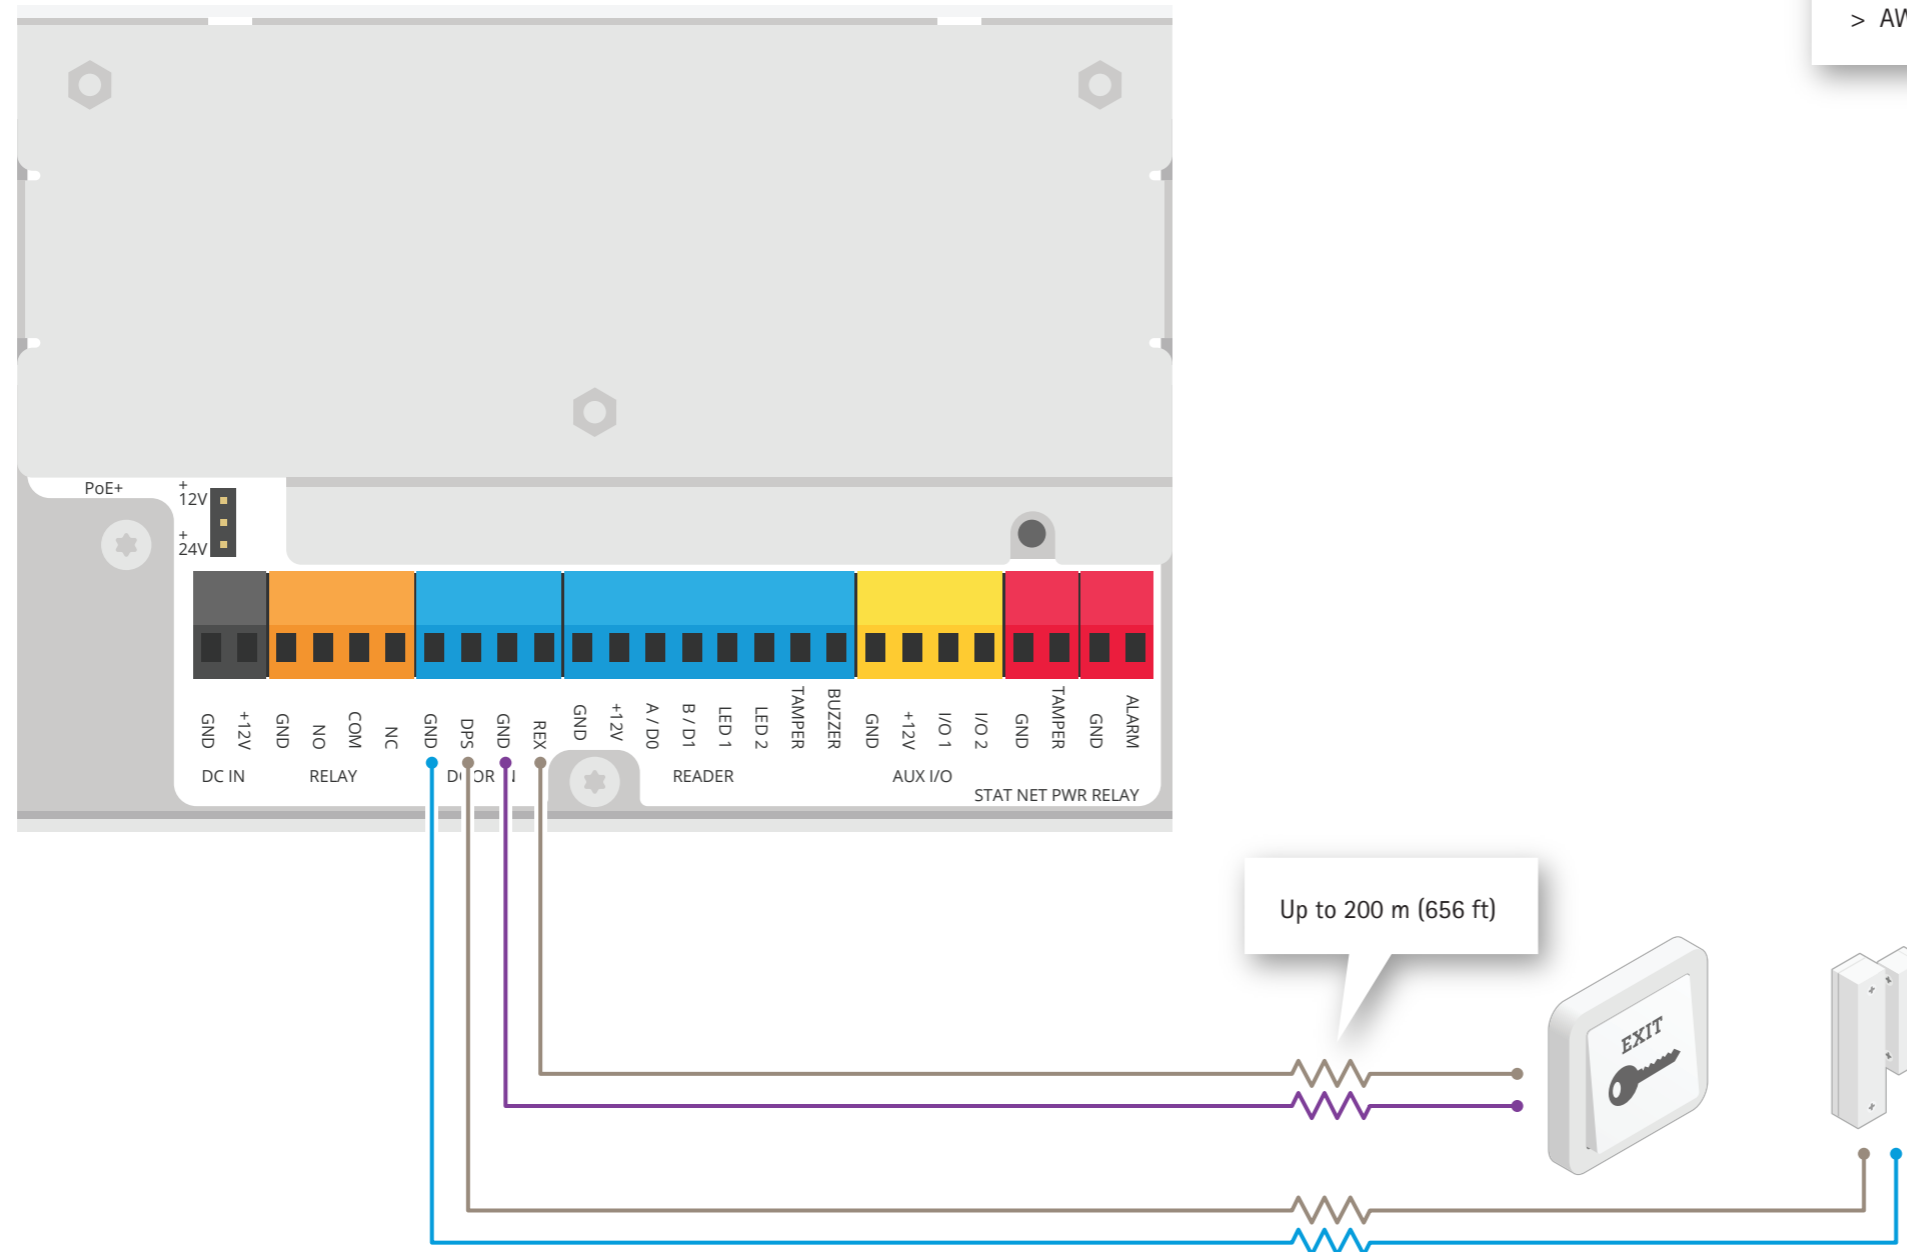 > AW
PoE+
+
12V
+
24V
GND +12V GND NO COM NC GND DPS GND REX GND +12V A / D0 B / D1 LED 1 LED 2 TAMPER BUZZER GND +12V I/O 1 I/O 2 GND TAMPER GND ALARM
DC IN RELAY READER AUX I/O
STAT NET PWR RELAY
Up to 200 m (656 ft)
EXIT